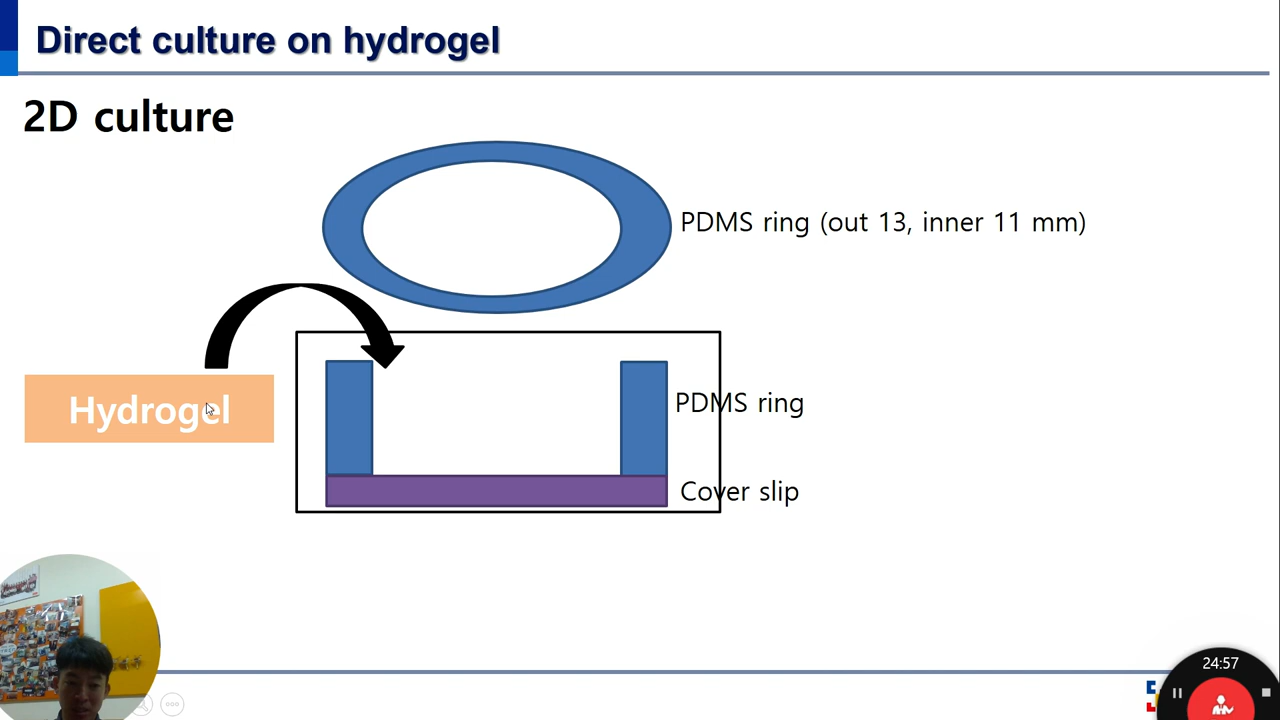 Direct culture on hydrogel
2D culture
PDMS ring (out 13, inner 11 mm)
Hydrogel
PDMS ring
Cover slip
24:57